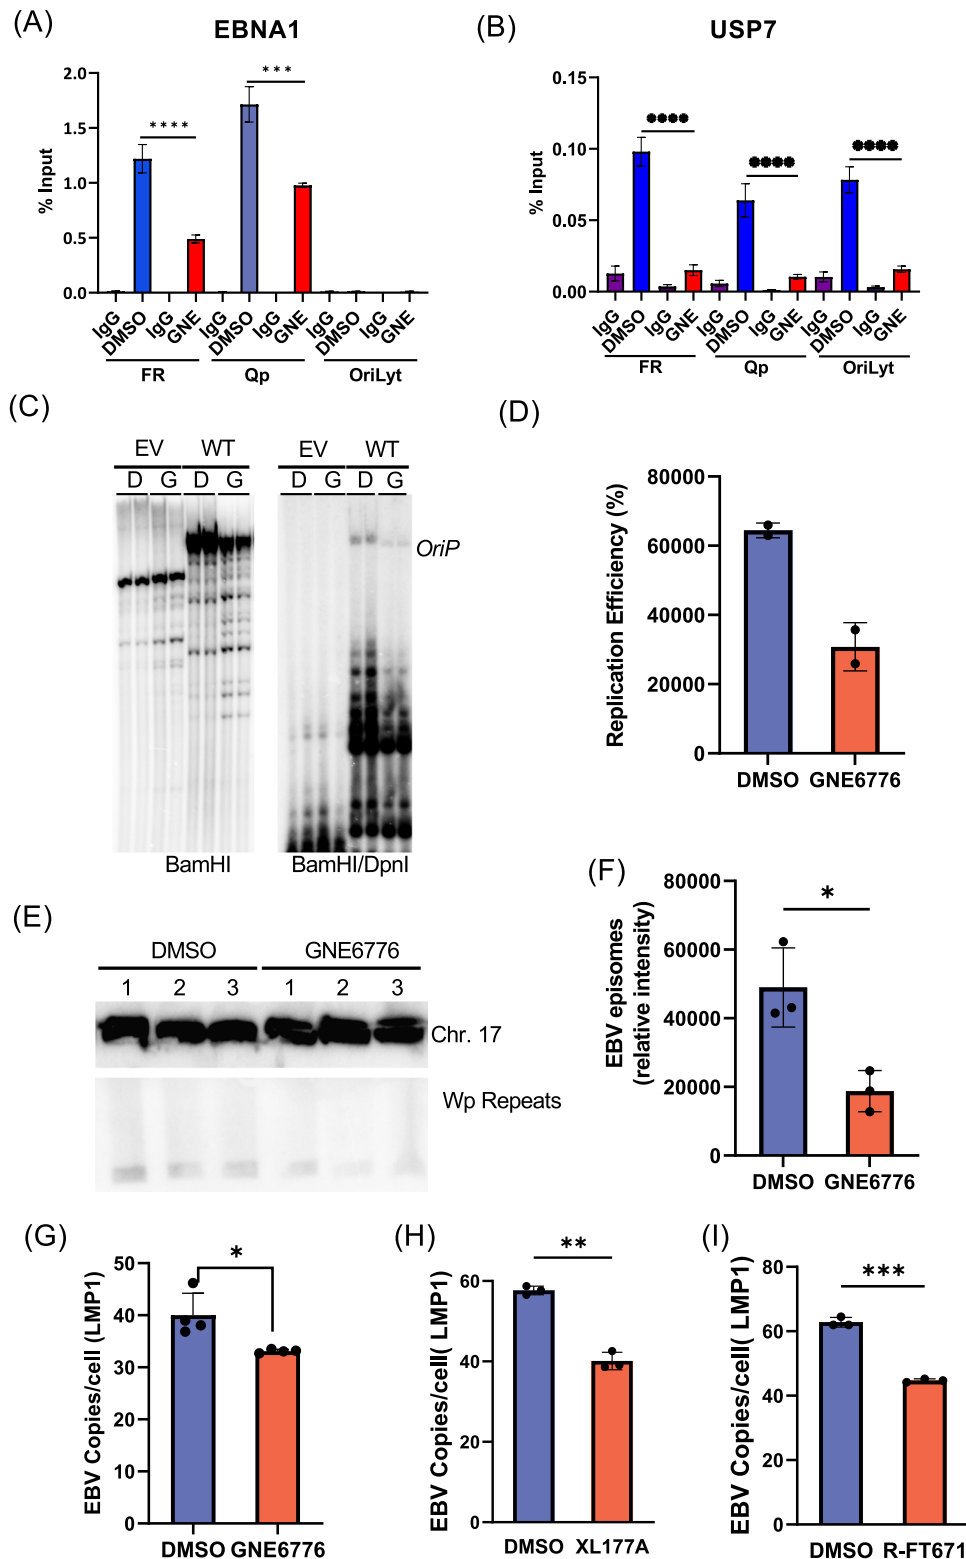 (A)
EBNA1
% Input
2.0
1.5
1.0
0.5
0.0
****
***
IgG
DMSO
IgG
GNE
IgG
DMSO
IgG
GNE
IgG
DMSO
IgG
GNE
FR
Qp
OriLyt
(B)
USP7
% Input
0.15
0.10
0.05
0.00
****
****
****
IgG
DMSO
IgG
GNE
IgG
DMSO
IgG
GNE
IgG
DMSO
IgG
GNE
FR
Qp
OriLyt
(C)
EV WT
D G D G
EV WT
D G D G
OriP
BamHI
BamHI/DpnI
(D)
Replication Efficiency (%)
80000
60000
40000
20000
0
DMSO GNE6776
(E)
DMSO GNE6776
1 2 3 1 2 3
Chr. 17
Wp Repeats
(F)
EBV episomes
(relative intensity)
80000
60000
40000
20000
0
*
DMSO GNE6776
(G)
EBV Copies/cell (LMP1)
50
40
30
20
10
0
*
DMSO GNE6776
(H)
EBV Copies/cell( LMP1)
60
40
20
0
**
DMSO XL177A
(I)
EBV Copies/cell( LMP1)
80
60
40
20
0
***
DMSO R-FT671